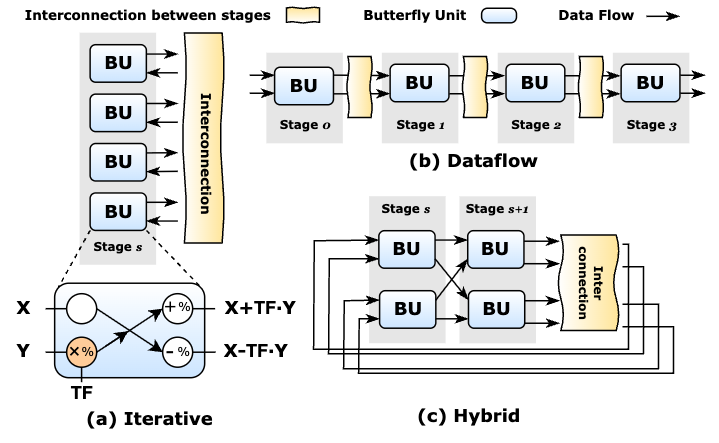 Interconnection between stages
Butterfly Unit
Data Flow
BU
BU
BU
BU
Interconnection
Stage s
X
Y
×%
+%
-%
TF
X+TF·Y
X-TF·Y
(a) Iterative
BU
BU
BU
BU
Stage 0
Stage 1
Stage 2
Stage 3
(b) Dataflow
Stage s
Stage s+1
BU
BU
BU
BU
Inter
connection
(c) Hybrid